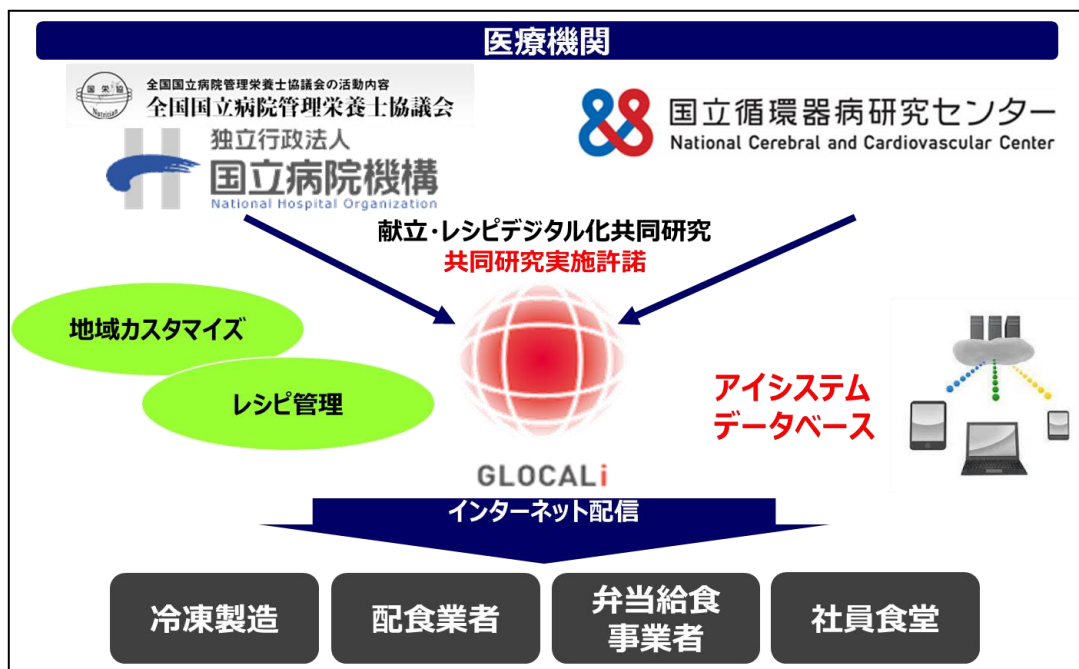 医療機関
国栄協
Nutrician
全国国立病院管理栄養士協議会の活動内容
全国国立病院管理栄養士協議会
独立行政法人
国立病院機構
National Hospital Organization
国立循環器病研究センター
National Cerebral and Cardiovascular Center
献立・レシピデジタル化共同研究
共同研究実施許諾
地域カスタマイズ
レシピ管理
アイシステム
データベース
GLOCALi
インターネット配信
冷凍製造
配食業者
弁当給食
事業者
社員食堂